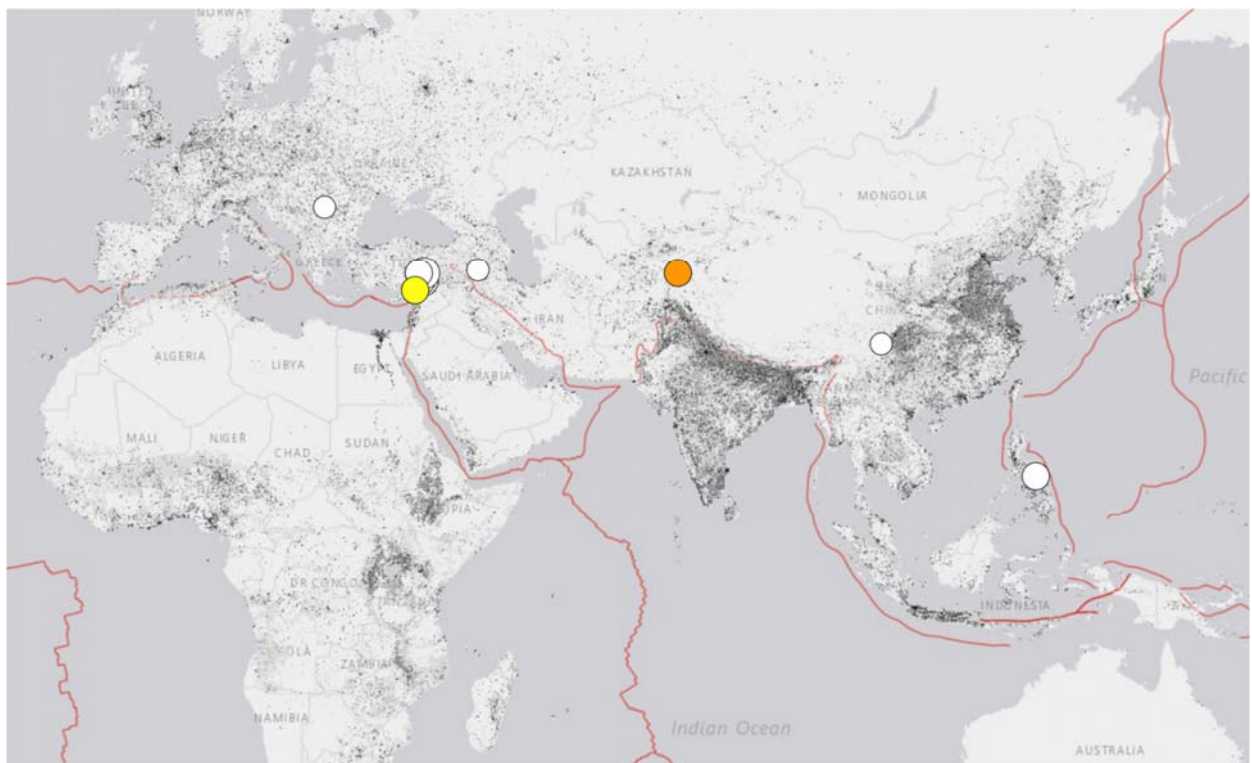 NORWAY
UKRAINE
KAZAKHSTAN
MONGOLIA
GREECE
IRAN
CHINA
ALGERIA
LIBYA
EGYPT
SAUDI ARABIA
Pacific
MALI
NIGER
CHAD
SUDAN
DR CONGO
INDONESIA
ZAMBIA
NAMIBIA
Indian Ocean
AUSTRALIA